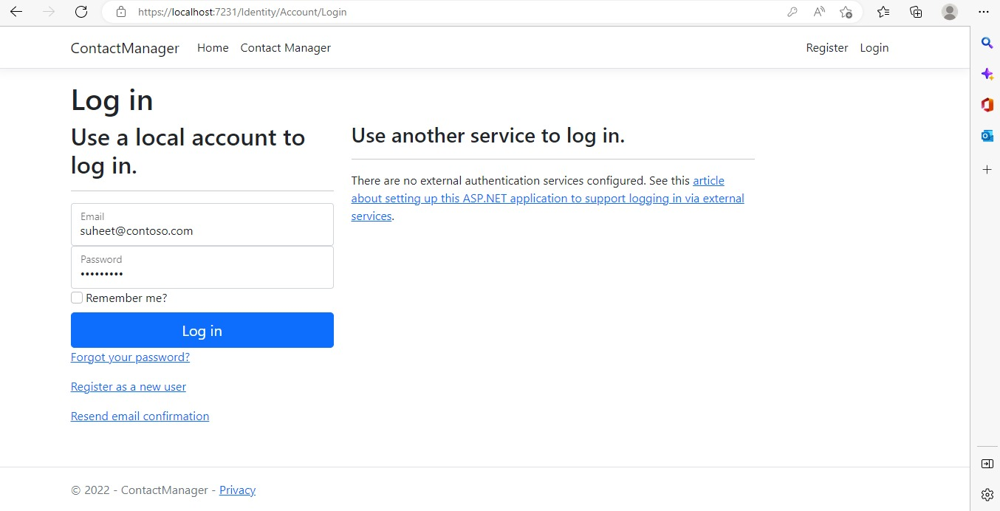 https://localhost:7231/Identity/Account/Login
ContactManager Home Contact Manager Register Login
Log in
Use a local account to
log in.
Email
suheet@contoso.com
Password
•••••••••
Remember me?
Log in
Forgot your password?
Register as a new user
Resend email confirmation
Use another service to log in.
There are no external authentication services configured. See this article
about setting up this ASP.NET application to support logging in via external
services.
© 2022 - ContactManager - Privacy